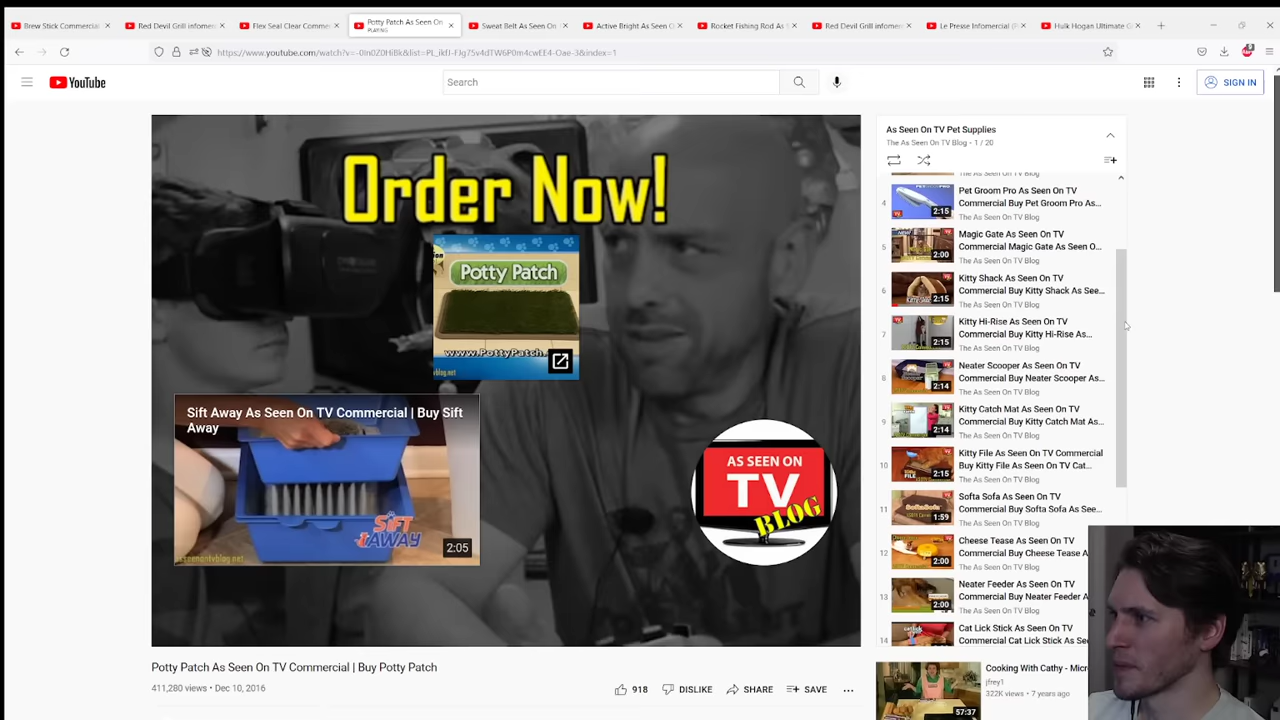 Brew Stick Commercial
Red Devil Grill infomer
Flex Seal Clear Comme
Potty Patch As Seen On
PLAYING
Sweat Belt As Seen On
Active Bright As Seen O
Rocket Fishing Rod As
Red Devil Grill infomer
Le Presse Infomercial (P
Hulk Hogan Ultimate G
YouTube
Search
SIGN IN
Order Now!
Potty Patch
www.PottyPatch.
Sift Away As Seen On TV Commercial | Buy Sift
Away
SIFT AWAY
2:05
AS SEEN ON
TV
BLOG
Potty Patch As Seen On TV Commercial | Buy Potty Patch
411,280 views • Dec 10, 2016
918
DISLIKE
SHARE
SAVE
As Seen On TV Pet Supplies
The As Seen On TV Blog - 1 / 20
The As Seen On TV Blog
4
2:15
Pet Groom Pro As Seen On TV
Commercial Buy Pet Groom Pro As...
The As Seen On TV Blog
5
2:00
Magic Gate As Seen On TV
Commercial Magic Gate As Seen O...
The As Seen On TV Blog
6
2:15
Kitty Shack As Seen On TV
Commercial Buy Kitty Shack As See...
The As Seen On TV Blog
7
2:15
Kitty Hi-Rise As Seen On TV
Commercial Buy Kitty Hi-Rise As...
The As Seen On TV Blog
8
2:14
Neater Scooper As Seen On TV
Commercial Buy Neater Scooper As...
The As Seen On TV Blog
9
2:14
Kitty Catch Mat As Seen On TV
Commercial Buy Kitty Catch Mat As...
The As Seen On TV Blog
10
2:15
Kitty File As Seen On TV Commercial
Buy Kitty File As Seen On TV Cat...
The As Seen On TV Blog
11
1:59
Softa Sofa As Seen On TV
Commercial Buy Softa Sofa As See...
The As Seen On TV Blog
12
2:00
Cheese Tease As Seen On TV
Commercial Buy Cheese Tease A
The As Seen On TV Blog
13
2:00
Neater Feeder As Seen On TV
Commercial Buy Neater Feeder A
The As Seen On TV Blog
14
Cat Lick Stick As Seen On TV
Commercial Cat Lick Stick As See
Cooking With Cathy - Micr
jfrey1
322K views • 7 years ago
57:37